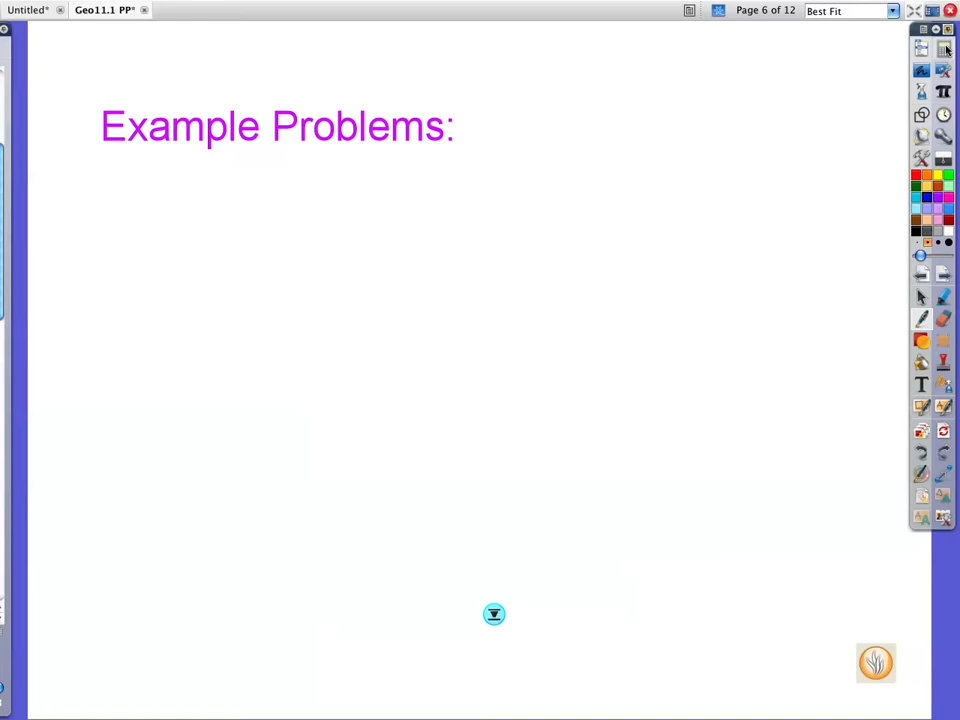 Untitled*
Geo11.1 PP*
Page 6 of 12
Best Fit
Example Problems: